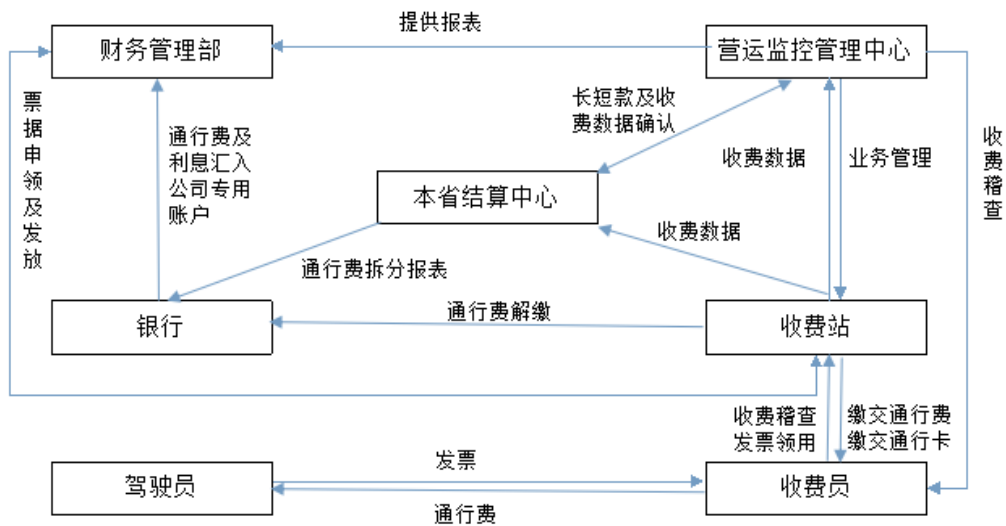 提供报表
财务管理部
营运监控管理中心
票据申领及发放
通行费及
利息汇入
公司专用
账户
长短款及收
费数据确认
收费数据
业务管理
收费稽查
本省结算中心
收费数据
通行费拆分报表
银行
通行费解缴
收费站
收费稽查
发票领用
缴交通行费
缴交通行卡
驾驶员
发票
通行费
收费员